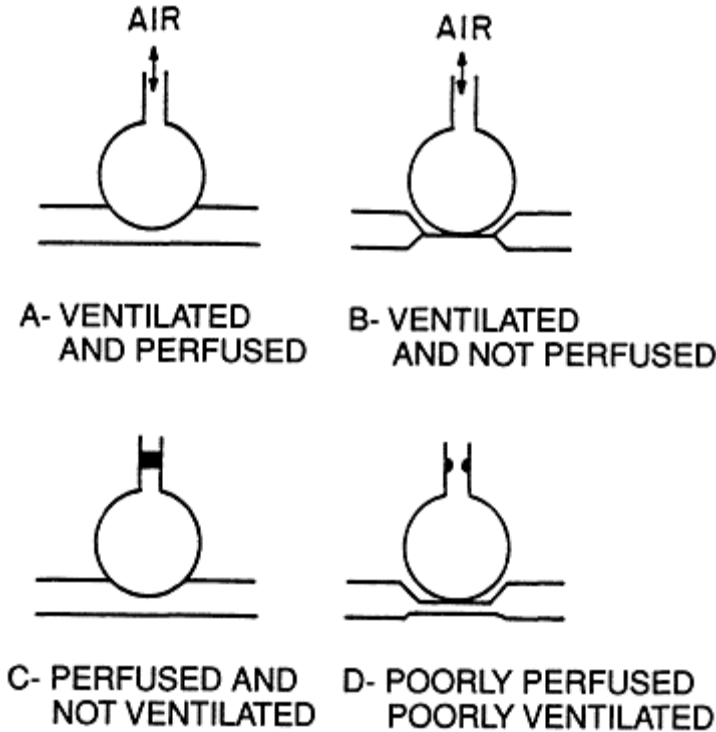 AIR
AIR
A- VENTILATED
AND PERFUSED
B- VENTILATED
AND NOT PERFUSED
C- PERFUSED AND
NOT VENTILATED
D- POORLY PERFUSED
POORLY VENTILATED